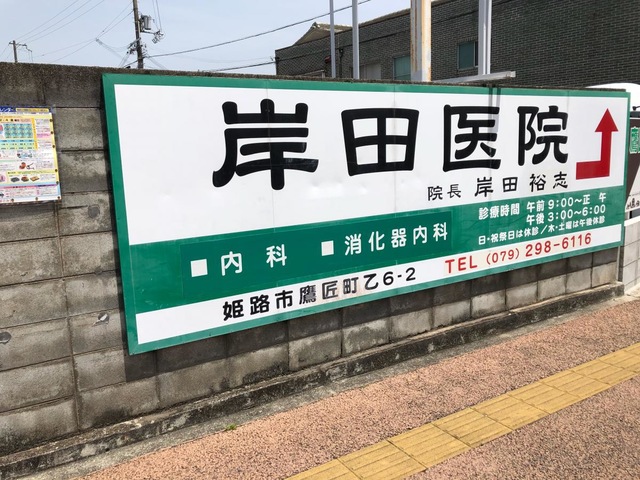 岸田医院
院長 岸田裕志
診療時間 午前 9:00〜正 午
午後 3:00〜6:00
日・祝祭日は休診/木・土曜は午後休診
■内科 ■消化器内科
TEL (079) 298-6116
姫路市鷹匠町乙6-2